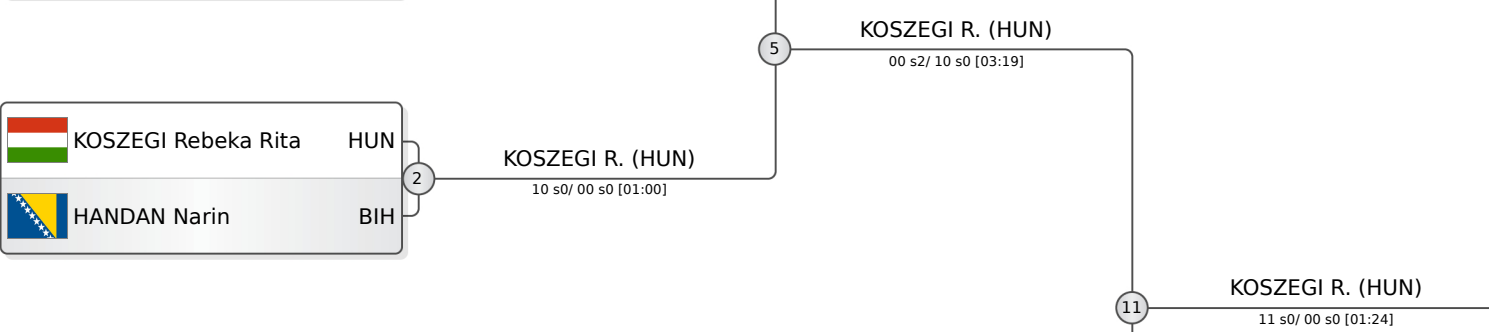 KOSZEGI R. (HUN)
5
00 s2/ 10 s0 [03:19]
KOSZEGI Rebeka Rita HUN
KOSZEGI R. (HUN)
2
10 s0/ 00 s0 [01:00]
HANDAN Narin BIH
KOSZEGI R. (HUN)
11
11 s0/ 00 s0 [01:24]